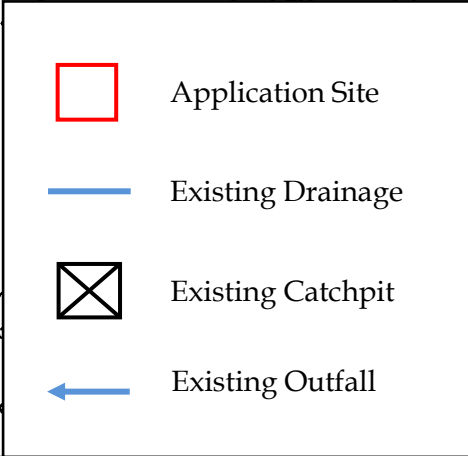 Application Site
Existing Drainage
Existing Catchpit
Existing Outfall